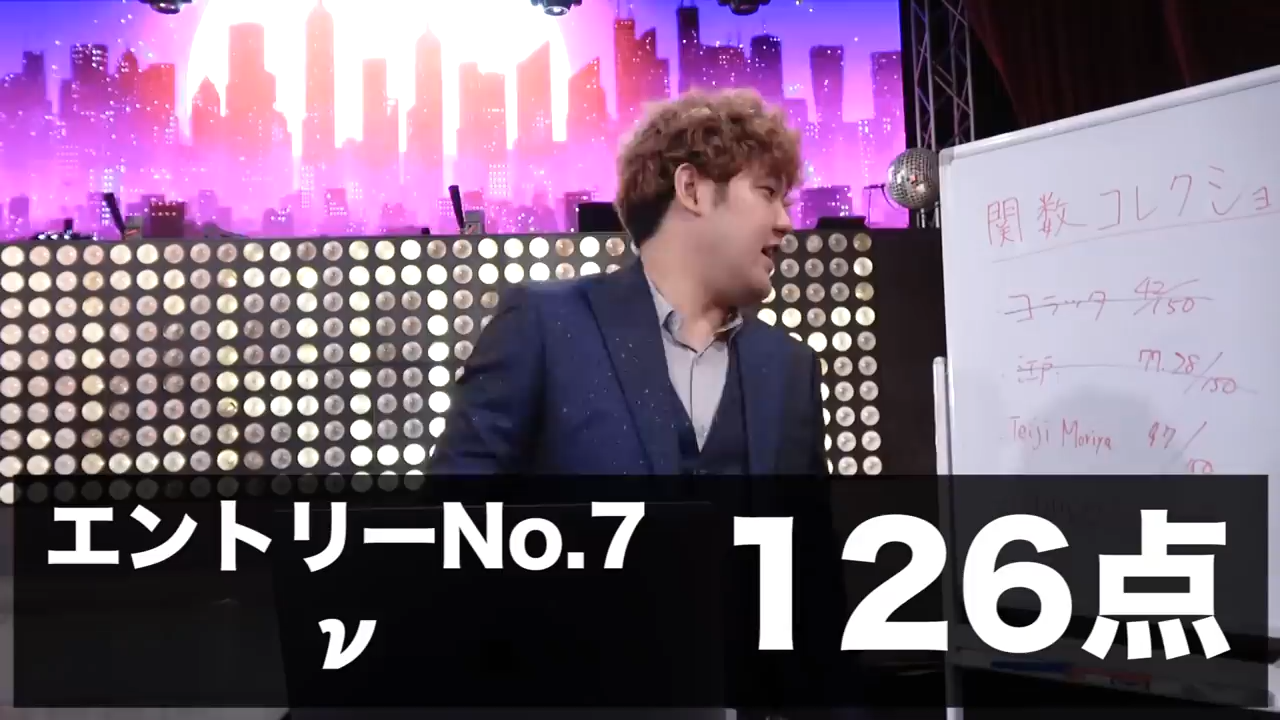 関数コレクショ
コラッタ 42/150
江戸 77.28/150
Teiji Moriya 97/
エントリーNo.7
ν
126点